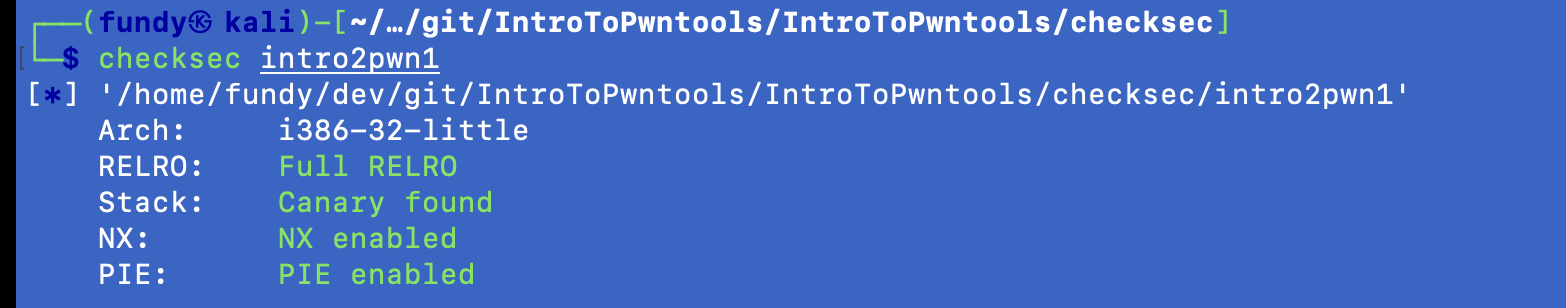 ┌──(fundy㉿ kali)-[~/…/git/IntroToPwntools/IntroToPwntools/checksec]
└─$ checksec intro2pwn1
[*] '/home/fundy/dev/git/IntroToPwntools/IntroToPwntools/checksec/intro2pwn1'
Arch: i386-32-little
RELRO: Full RELRO
Stack: Canary found
NX: NX enabled
PIE: PIE enabled